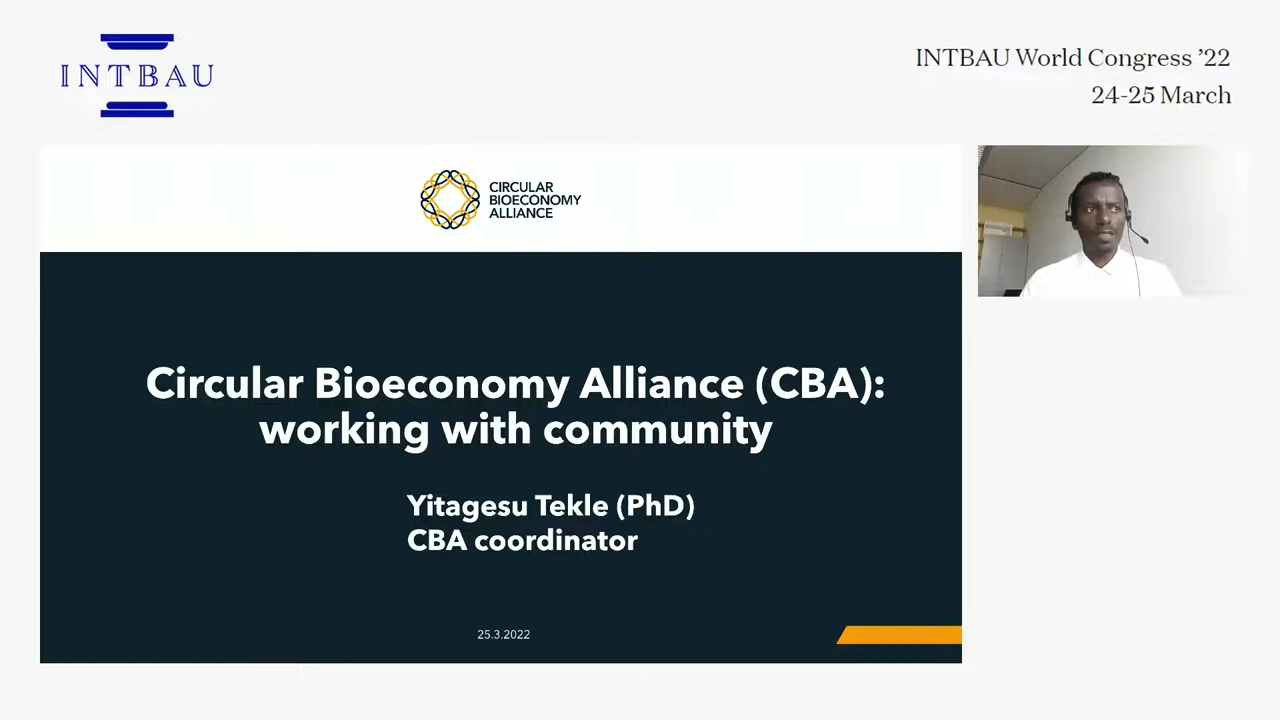 INTBAU
INTBAU World Congress ’22
24-25 March
CIRCULAR
BIOECONOMY
ALLIANCE
Circular Bioeconomy Alliance (CBA):
working with community
Yitagesu Tekle (PhD)
CBA coordinator
25.3.2022